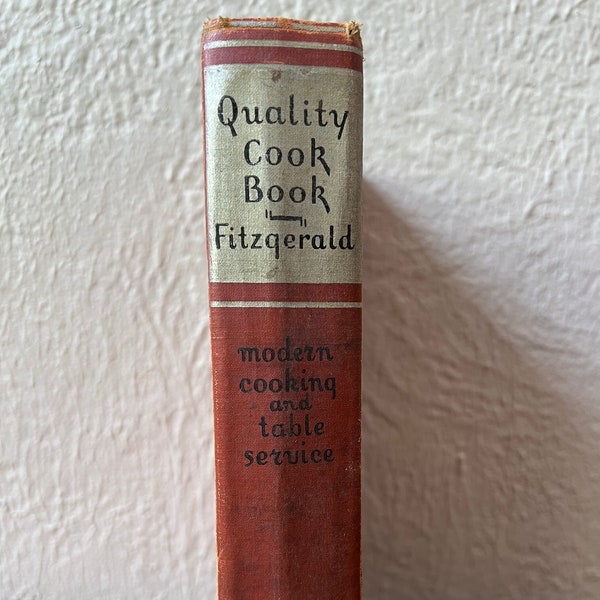 Quality
Cook
Book
Fitzgerald
modern
cooking
and
table
service